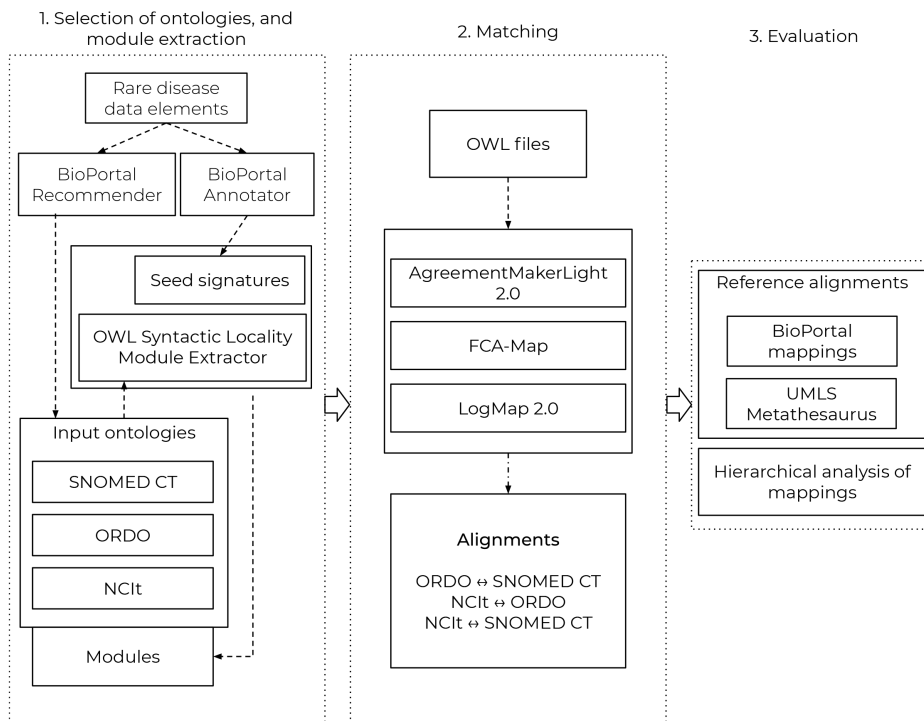 1. Selection of ontologies, and
module extraction
Rare disease
data elements
BioPortal
Recommender
BioPortal
Annotator
Seed signatures
OWL Syntactic Locality
Module Extractor
Input ontologies
SNOMED CT
ORDO
NCIt
Modules
2. Matching
OWL files
AgreementMakerLight
2.0
FCA-Map
LogMap 2.0
Alignments
ORDO ↔ SNOMED CT
NCIt ↔ ORDO
NCIt ↔ SNOMED CT
3. Evaluation
Reference alignments
BioPortal
mappings
UMLS
Metathesaurus
Hierarchical analysis of
mappings